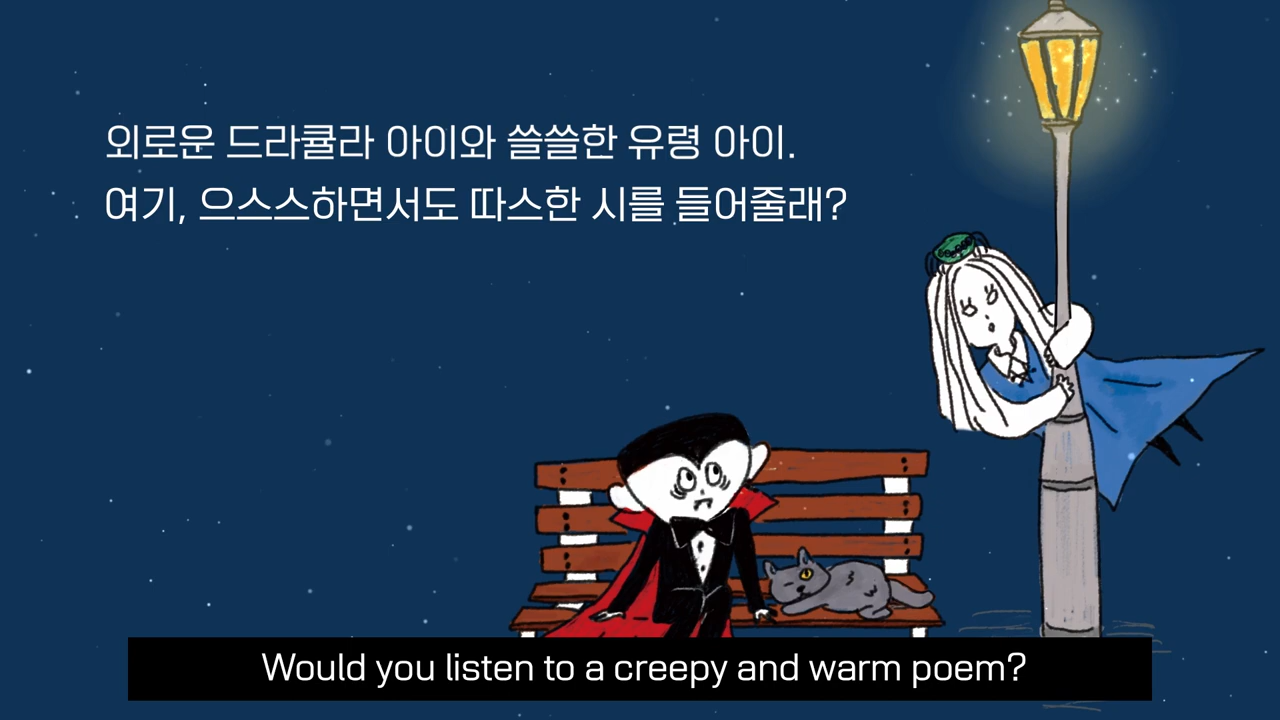 외로운 드라큘라 아이와 쓸쓸한 유령 아이.
여기, 으스스하면서도 따스한 시를 들어줄래?
Would you listen to a creepy and warm poem?